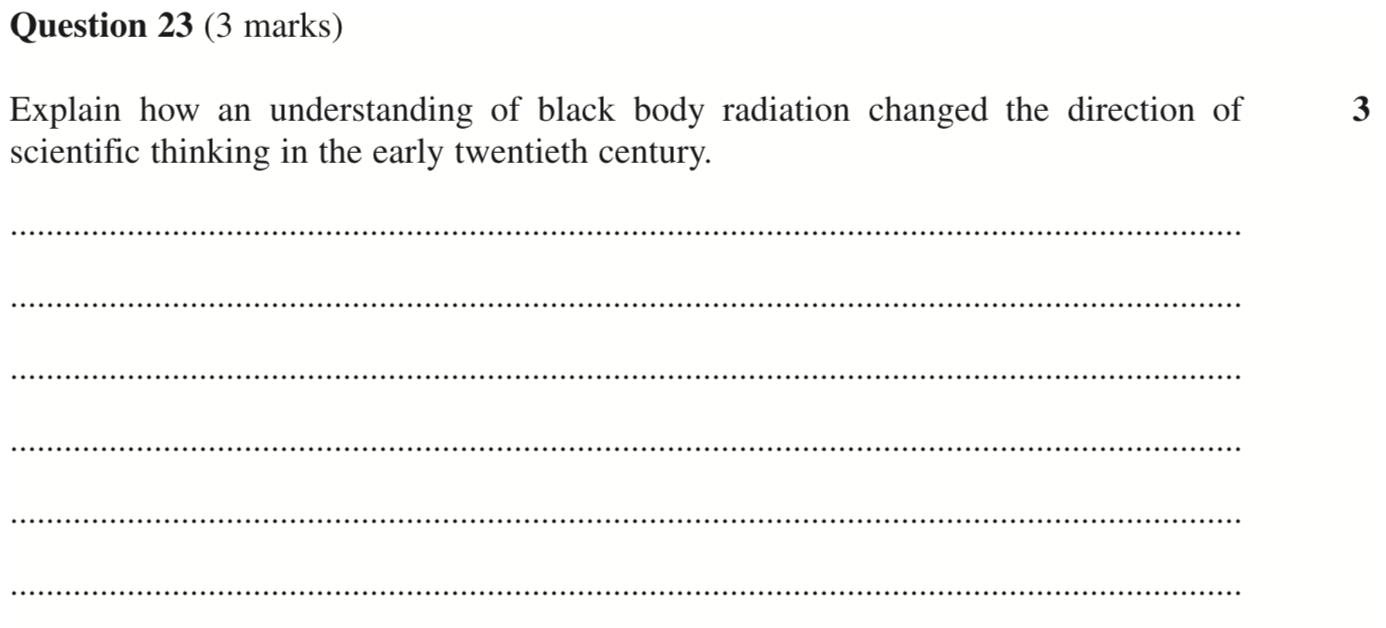 Question 23 (3 marks)
Explain how an understanding of black body radiation changed the direction of 3
scientific thinking in the early twentieth century.